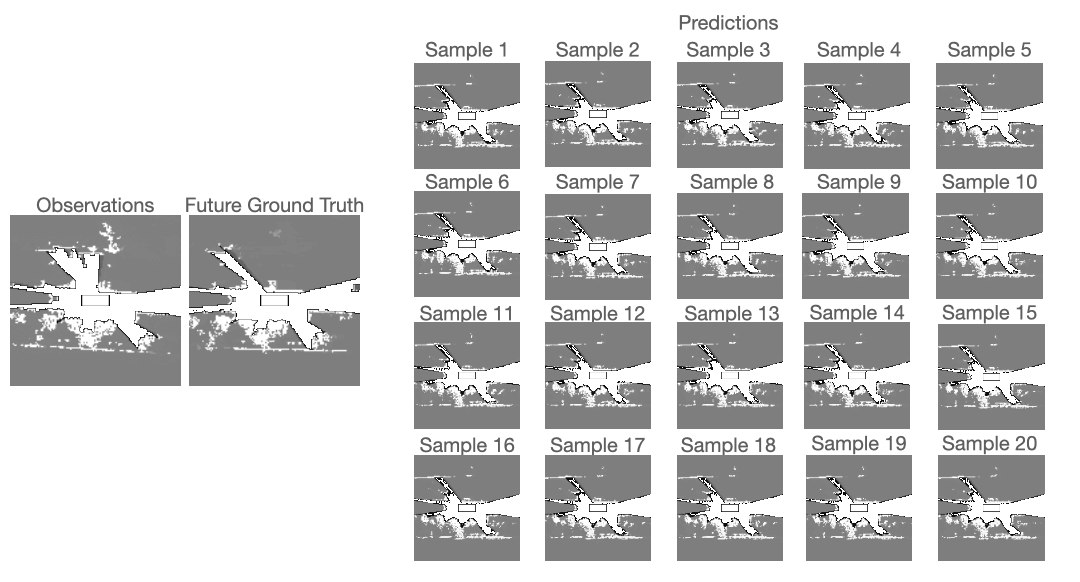 Predictions
Sample 1
Sample 2
Sample 3
Sample 4
Sample 5
Sample 6
Sample 7
Sample 8
Sample 9
Sample 10
Observations
Future Ground Truth
Sample 11
Sample 12
Sample 13
Sample 14
Sample 15
Sample 16
Sample 17
Sample 18
Sample 19
Sample 20